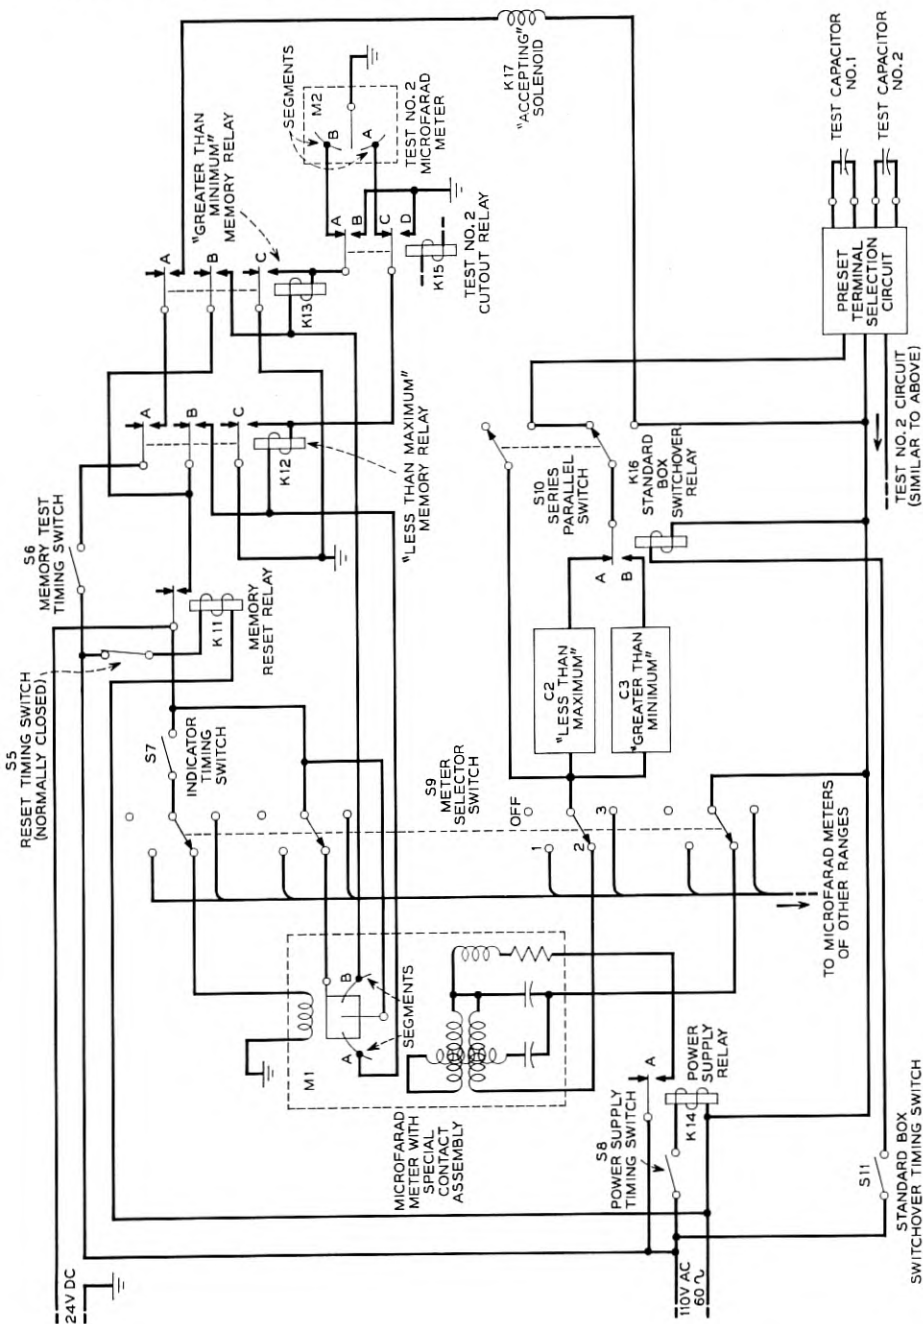 24V DC
S5
RESET TIMING SWITCH
(NORMALLY CLOSED)
S6
MEMORY TEST
TIMING SWITCH
K11
MEMORY
RESET RELAY
S7
INDICATOR
TIMING
SWITCH
A
B
C
K12
"LESS THAN MAXIMUM"
MEMORY RELAY
A
B
C
K13
"GREATER THAN
MINIMUM"
MEMORY RELAY
SEGMENTS
M2
B
A
TEST NO. 2
MICROFARAD
METER
A
B
C
D
K15
TEST NO. 2
CUTOUT RELAY
K17
"ACCEPTING"
SOLENOID
M1
A
B
SEGMENTS
MICROFARAD
METER WITH
SPECIAL
CONTACT
ASSEMBLY
S9
METER
SELECTOR
SWITCH
OFF
1
2
3
TO MICROFARAD METERS
OF OTHER RANGES
C2
"LESS THAN
MAXIMUM"
C3
"GREATER THAN
MINIMUM"
A
B
S10
SERIES
PARALLEL
SWITCH
K16
STANDARD
BOX
SWITCHOVER
RELAY
A
POWER SUPPLY
RELAY
K14
S8
POWER SUPPLY
TIMING SWITCH
110V AC
60 ~
S11
STANDARD BOX
SWITCHOVER TIMING SWITCH
PRESET
TERMINAL
SELECTION
CIRCUIT
TEST CAPACITOR
NO. 1
TEST CAPACITOR
NO. 2
TEST NO. 2 CIRCUIT
(SIMILAR TO ABOVE)